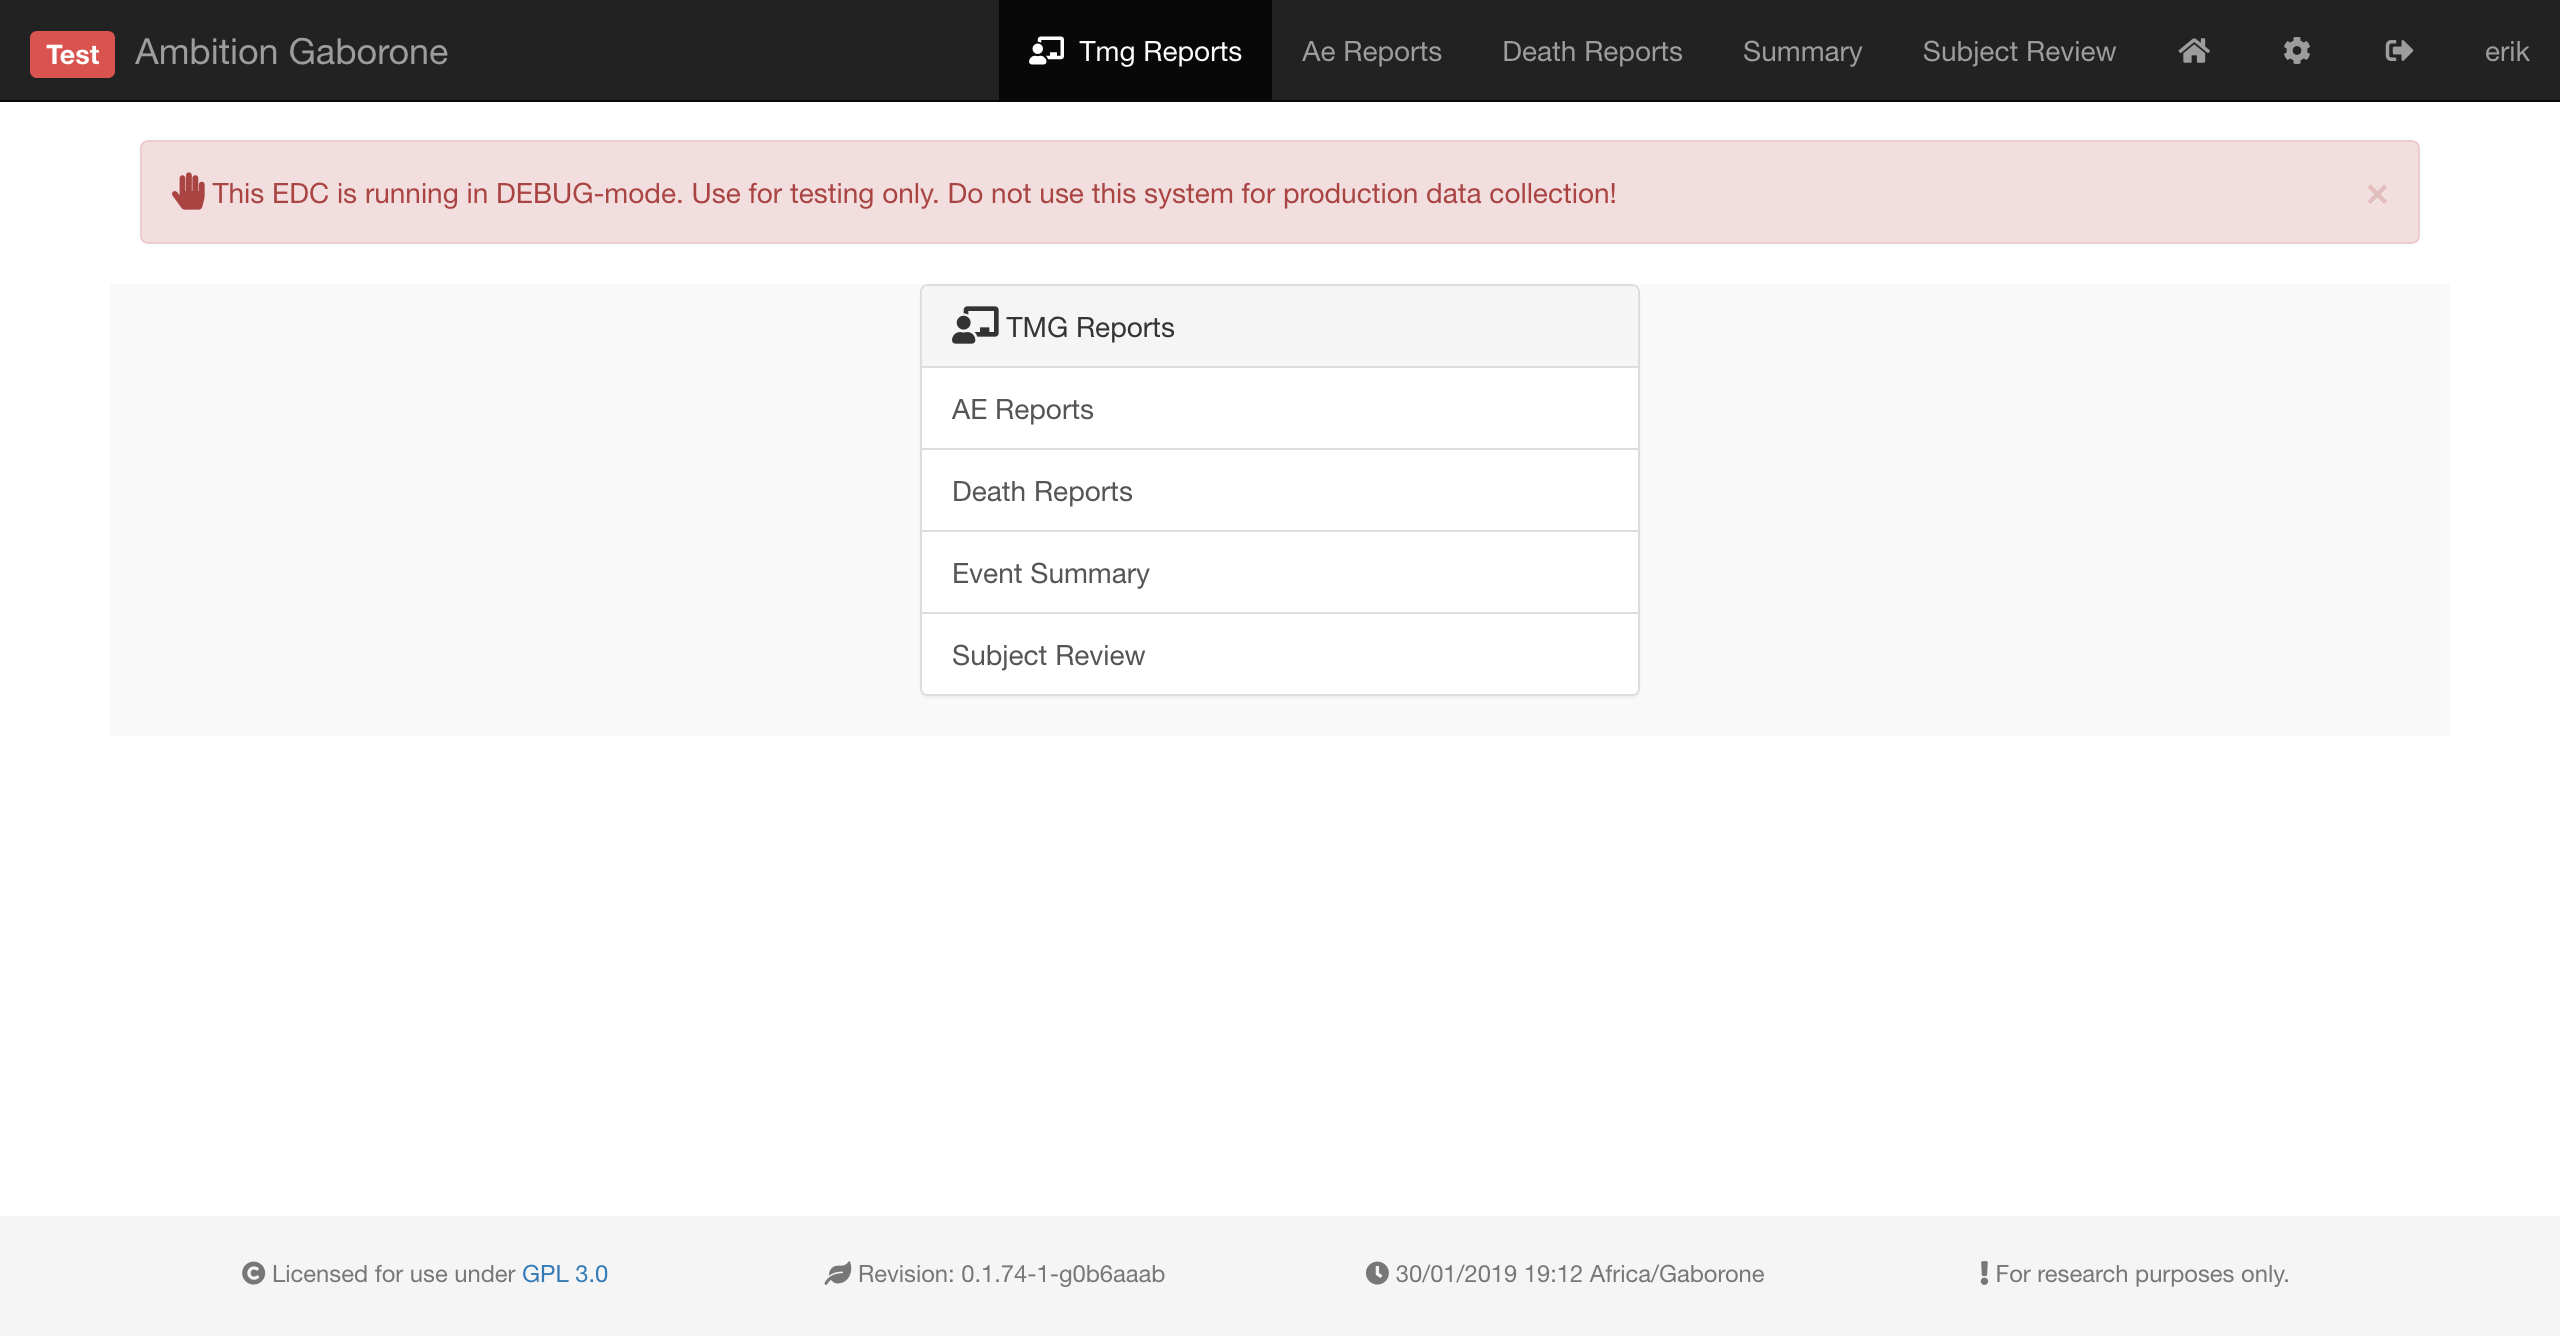 Test Ambition Gaborone Tmg Reports Ae Reports Death Reports Summary Subject Review erik
This EDC is running in DEBUG-mode. Use for testing only. Do not use this system for production data collection! ×
TMG Reports
AE Reports
Death Reports
Event Summary
Subject Review
Licensed for use under GPL 3.0 Revision: 0.1.74-1-g0b6aaab 30/01/2019 19:12 Africa/Gaborone For research purposes only.